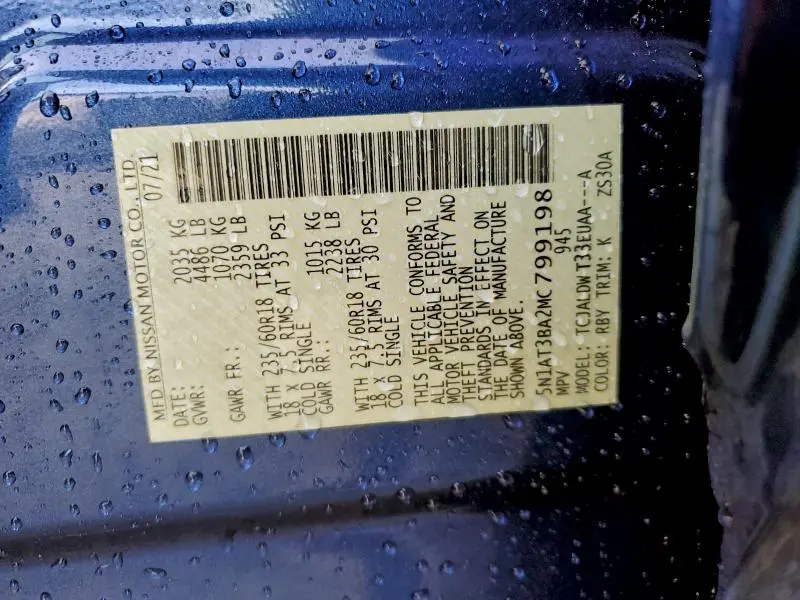 MFD BY NISSAN MOTOR CO., LTD.
DATE: 07/21
GVWR: 2035 KG
4486 LB
GAWR FR.: 1070 KG
2359 LB
WITH 235/60R18 TIRES
18 X 7.5 RIMS AT 33 PSI
COLD SINGLE
GAWR RR.: 1015 KG
2238 LB
WITH 235/60R18 TIRES
18 X 7.5 RIMS AT 30 PSI
COLD SINGLE
THIS VEHICLE CONFORMS TO
ALL APPLICABLE FEDERAL
MOTOR VEHICLE SAFETY AND
THEFT PREVENTION
STANDARDS IN EFFECT ON
THE DATE OF MANUFACTURE
SHOWN ABOVE.
5N1AT3BA2MC799198
MPV 945
MODEL: TCJALDW T33EUAA---A
COLOR: RBY TRIM: K ZS30A